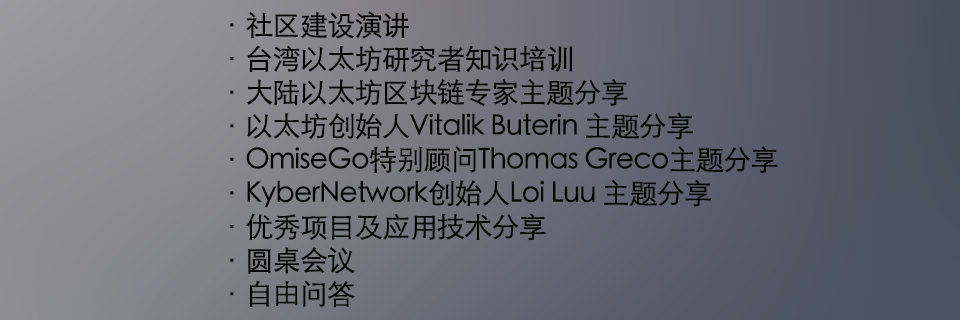 · 社区建设演讲
· 台湾以太坊研究者知识培训
· 大陆以太坊区块链专家主题分享
· 以太坊创始人Vitalik Buterin 主题分享
· OmiseGo特别顾问Thomas Greco主题分享
· KyberNetwork创始人Loi Luu 主题分享
· 优秀项目及应用技术分享
· 圆桌会议
· 自由问答